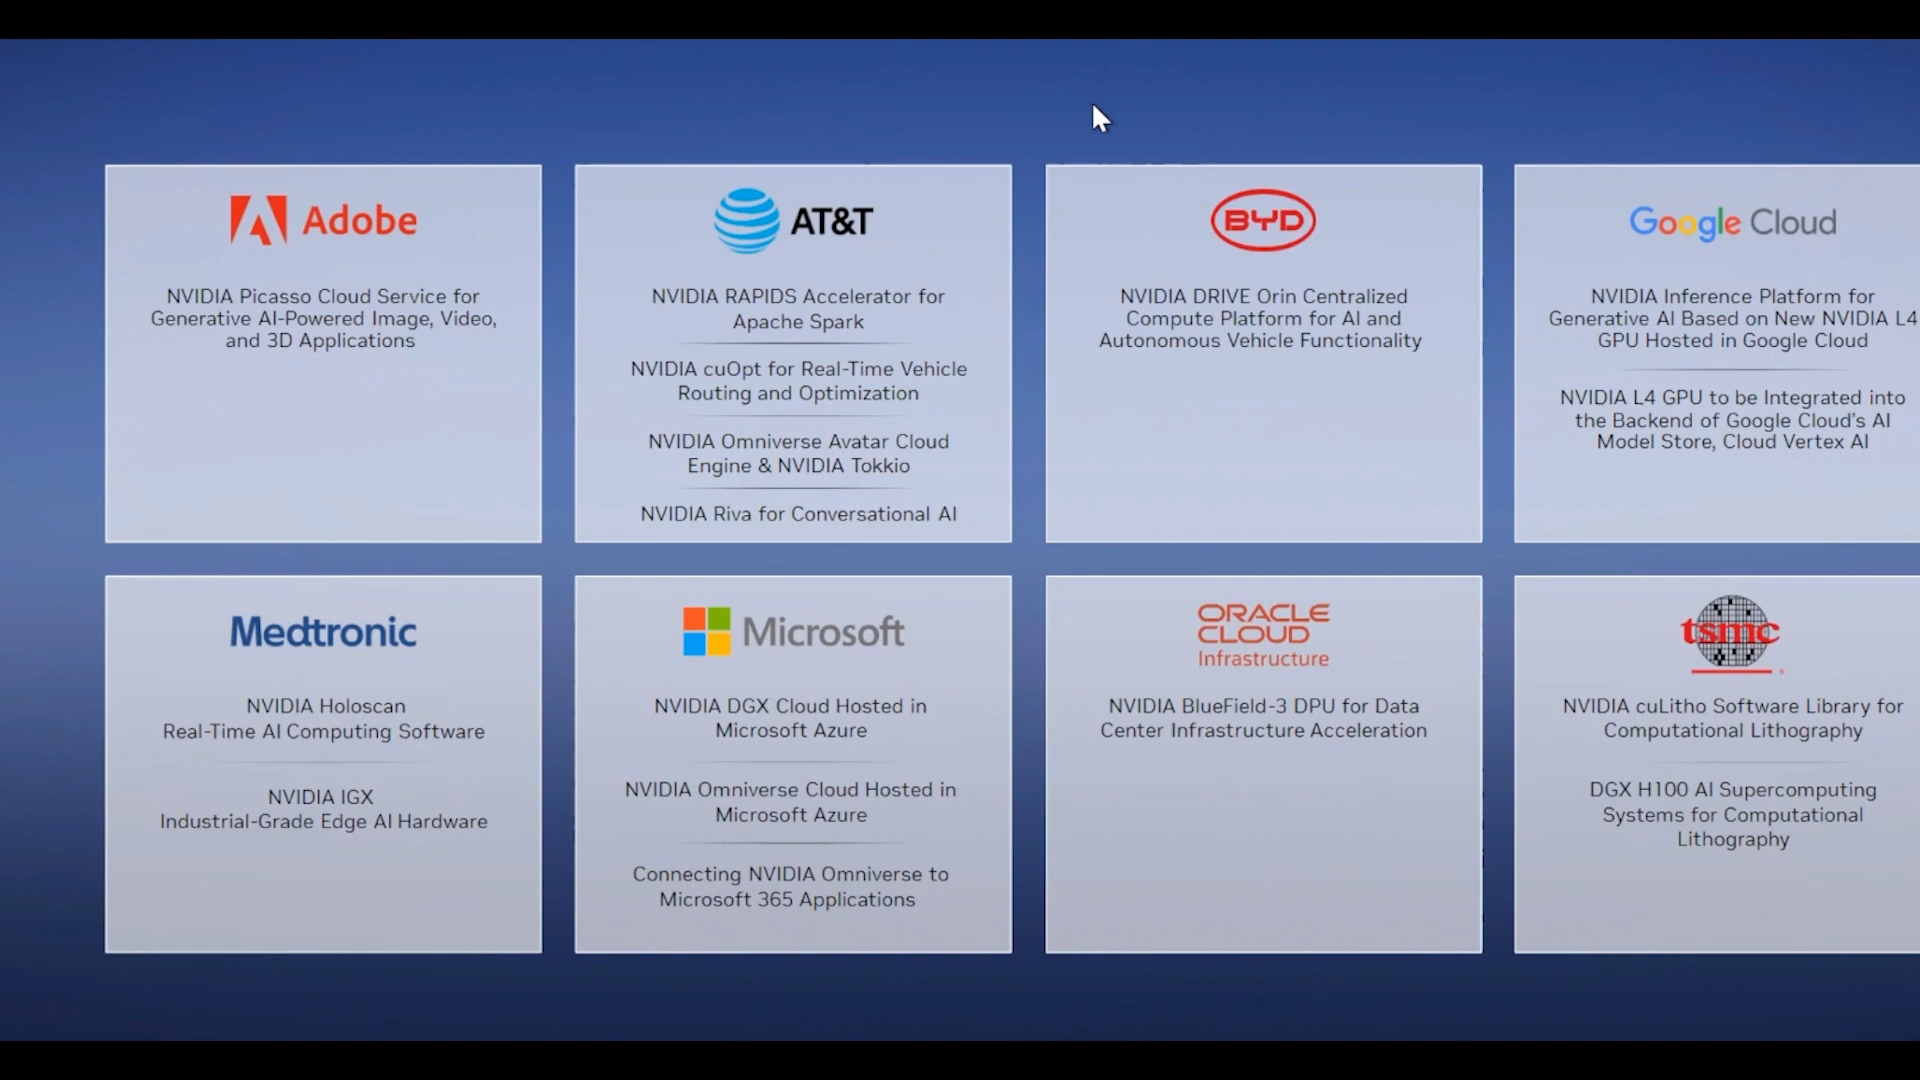 Adobe
NVIDIA Picasso Cloud Service for
Generative AI-Powered Image, Video,
and 3D Applications
AT&T
NVIDIA RAPIDS Accelerator for
Apache Spark
NVIDIA cuOpt for Real-Time Vehicle
Routing and Optimization
NVIDIA Omniverse Avatar Cloud
Engine & NVIDIA Tokkio
NVIDIA Riva for Conversational AI
BYD
NVIDIA DRIVE Orin Centralized
Compute Platform for AI and
Autonomous Vehicle Functionality
Google Cloud
NVIDIA Inference Platform for
Generative AI Based on New NVIDIA L4
GPU Hosted in Google Cloud
NVIDIA L4 GPU to be Integrated into
the Backend of Google Cloud's AI
Model Store, Cloud Vertex AI
Medtronic
NVIDIA Holoscan
Real-Time AI Computing Software
NVIDIA IGX
Industrial-Grade Edge AI Hardware
Microsoft
NVIDIA DGX Cloud Hosted in
Microsoft Azure
NVIDIA Omniverse Cloud Hosted in
Microsoft Azure
Connecting NVIDIA Omniverse to
Microsoft 365 Applications
ORACLE
CLOUD
Infrastructure
NVIDIA BlueField-3 DPU for Data
Center Infrastructure Acceleration
tsmc
NVIDIA cuLitho Software Library for
Computational Lithography
DGX H100 AI Supercomputing
Systems for Computational
Lithography